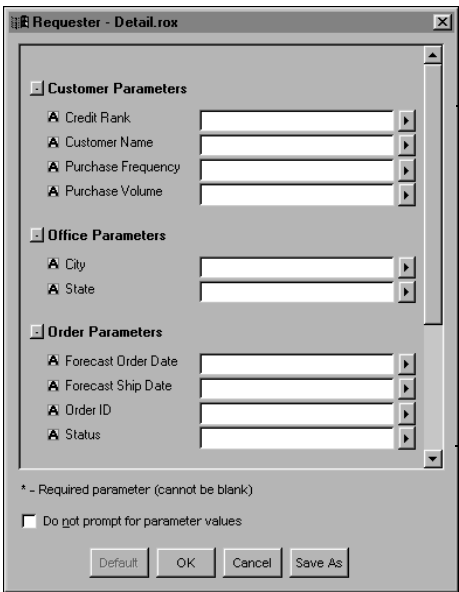 Requester - Detail.rox
Customer Parameters
A Credit Rank
A Customer Name
A Purchase Frequency
A Purchase Volume
Office Parameters
A City
A State
Order Parameters
A Forecast Order Date
A Forecast Ship Date
A Order ID
A Status
* - Required parameter (cannot be blank)
Do not prompt for parameter values
Default OK Cancel Save As